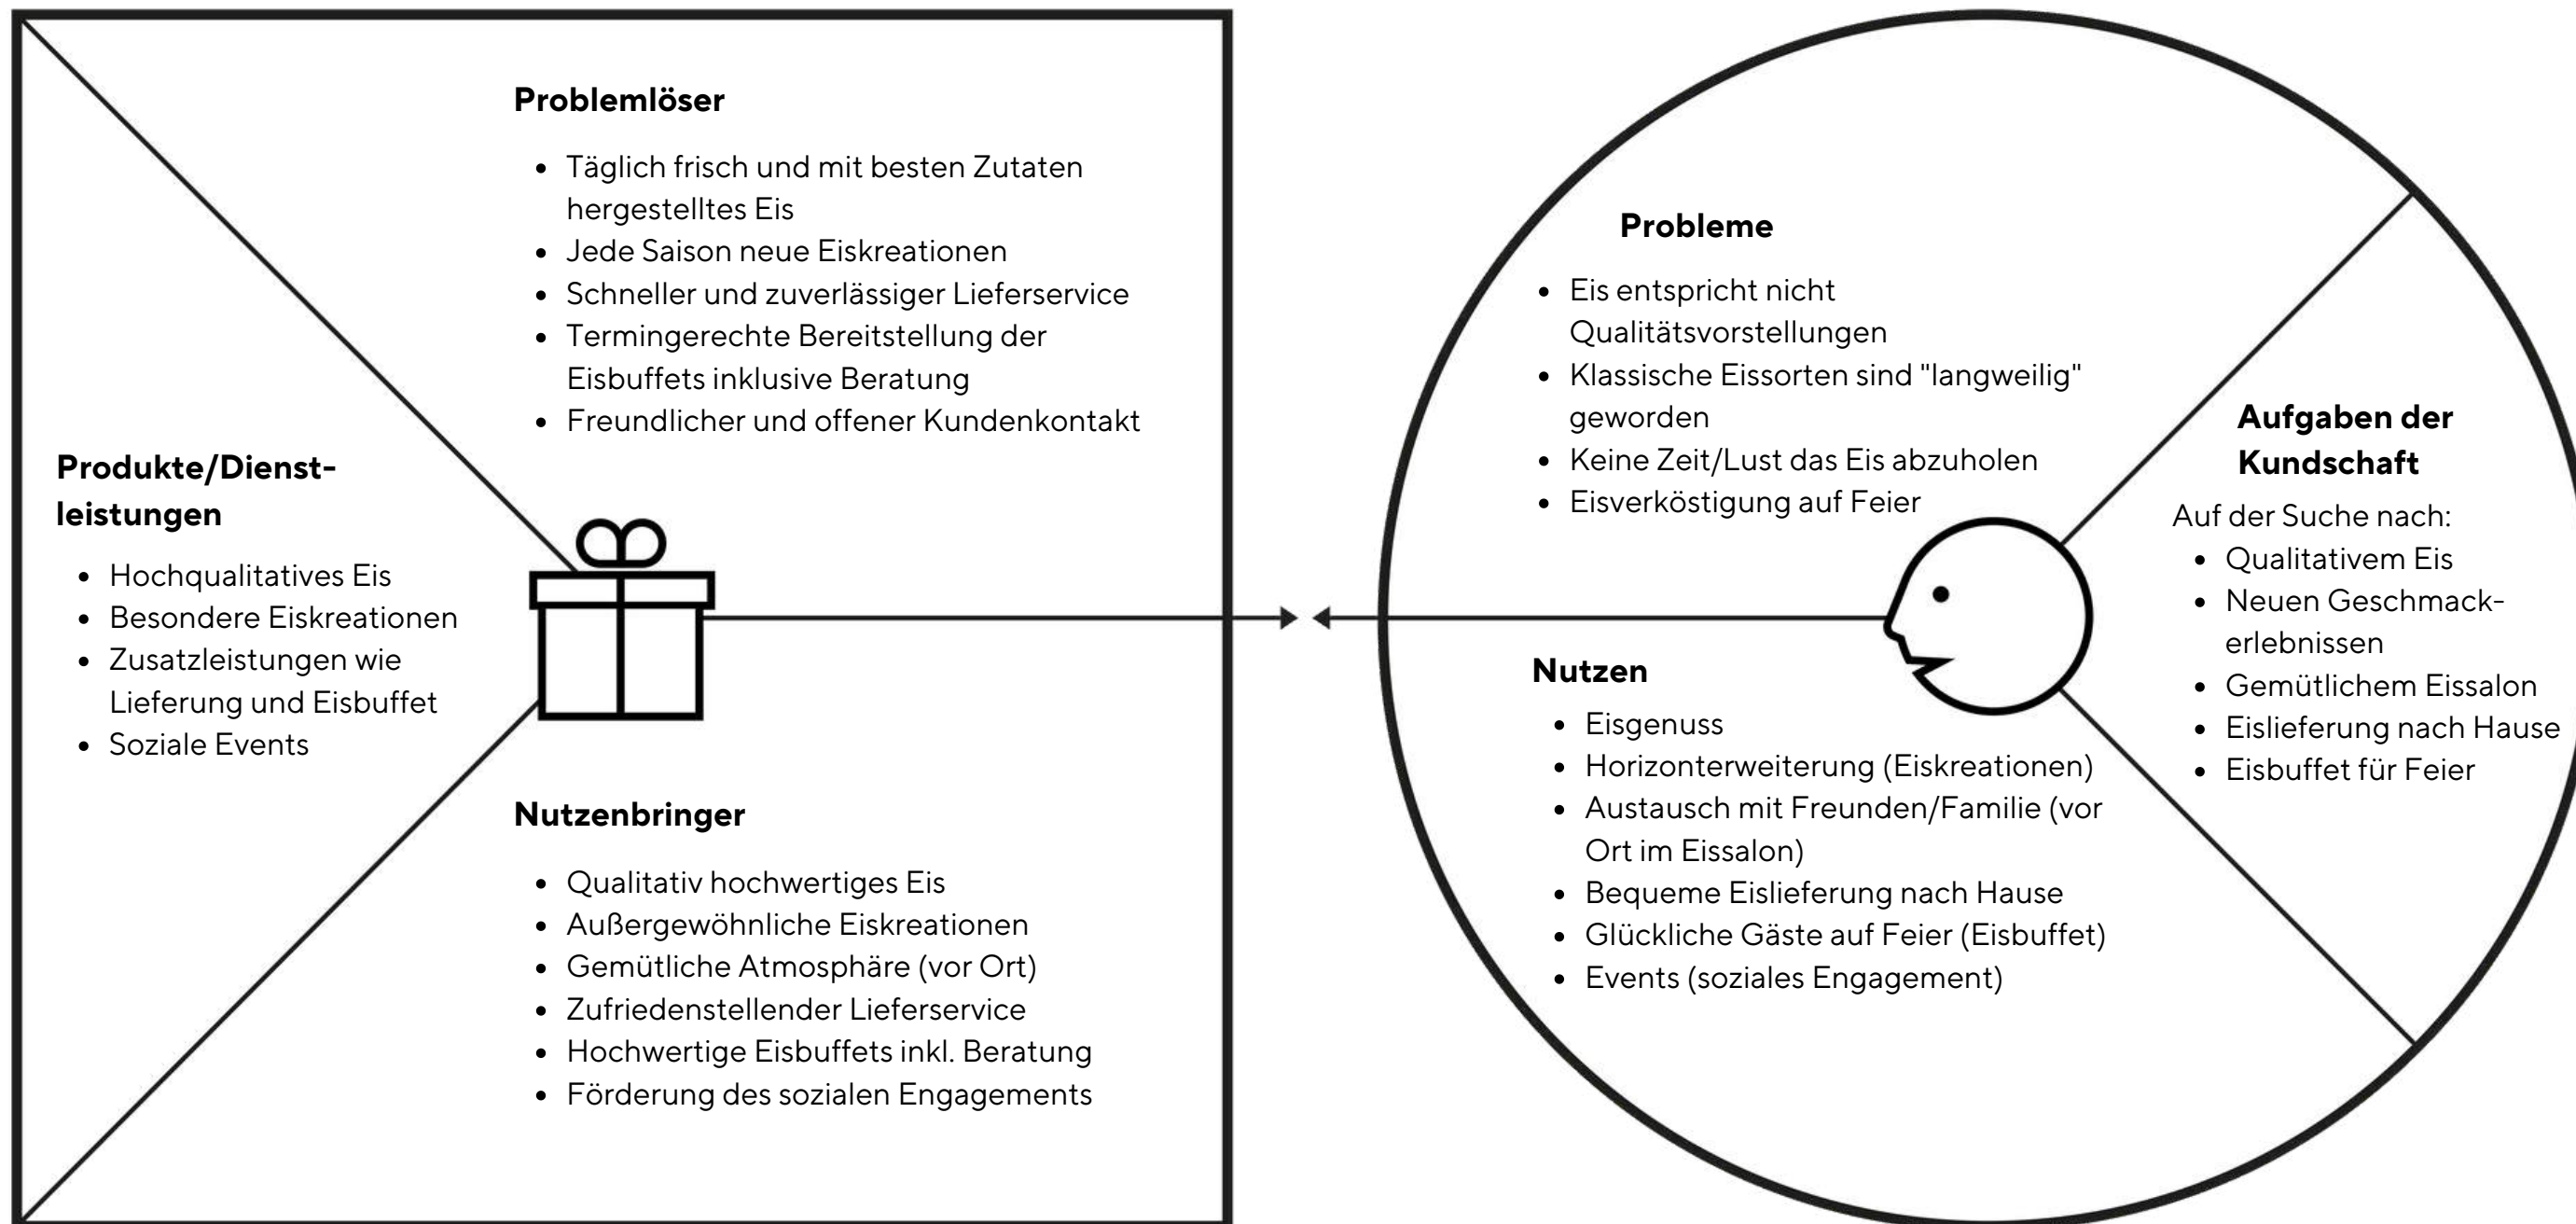 Problemlöser
• Täglich frisch und mit besten Zutaten
hergestelltes Eis
• Jede Saison neue Eiskreationen
• Schneller und zuverlässiger Lieferservice
• Termingerechte Bereitstellung der
Eisbuffets inklusive Beratung
• Freundlicher und offener Kundenkontakt
Produkte/Dienst-
leistungen
• Hochqualitatives Eis
• Besondere Eiskreationen
• Zusatzleistungen wie
Lieferung und Eisbuffet
• Soziale Events
Nutzenbringer
• Qualitativ hochwertiges Eis
• Außergewöhnliche Eiskreationen
• Gemütliche Atmosphäre (vor Ort)
• Zufriedenstellender Lieferservice
• Hochwertige Eisbuffets inkl. Beratung
• Förderung des sozialen Engagements
Probleme
• Eis entspricht nicht
Qualitätsvorstellungen
• Klassische Eissorten sind "langweilig"
geworden
• Keine Zeit/Lust das Eis abzuholen
• Eisverköstigung auf Feier
Nutzen
• Eisgenuss
• Horizonterweiterung (Eiskreationen)
• Austausch mit Freunden/Familie (vor
Ort im Eissalon)
• Bequeme Eislieferung nach Hause
• Glückliche Gäste auf Feier (Eisbuffet)
• Events (soziales Engagement)
Aufgaben der
Kundschaft
Auf der Suche nach:
• Qualitativem Eis
• Neuen Geschmack-
erlebnissen
• Gemütlichem Eissalon
• Eislieferung nach Hause
• Eisbuffet für Feier